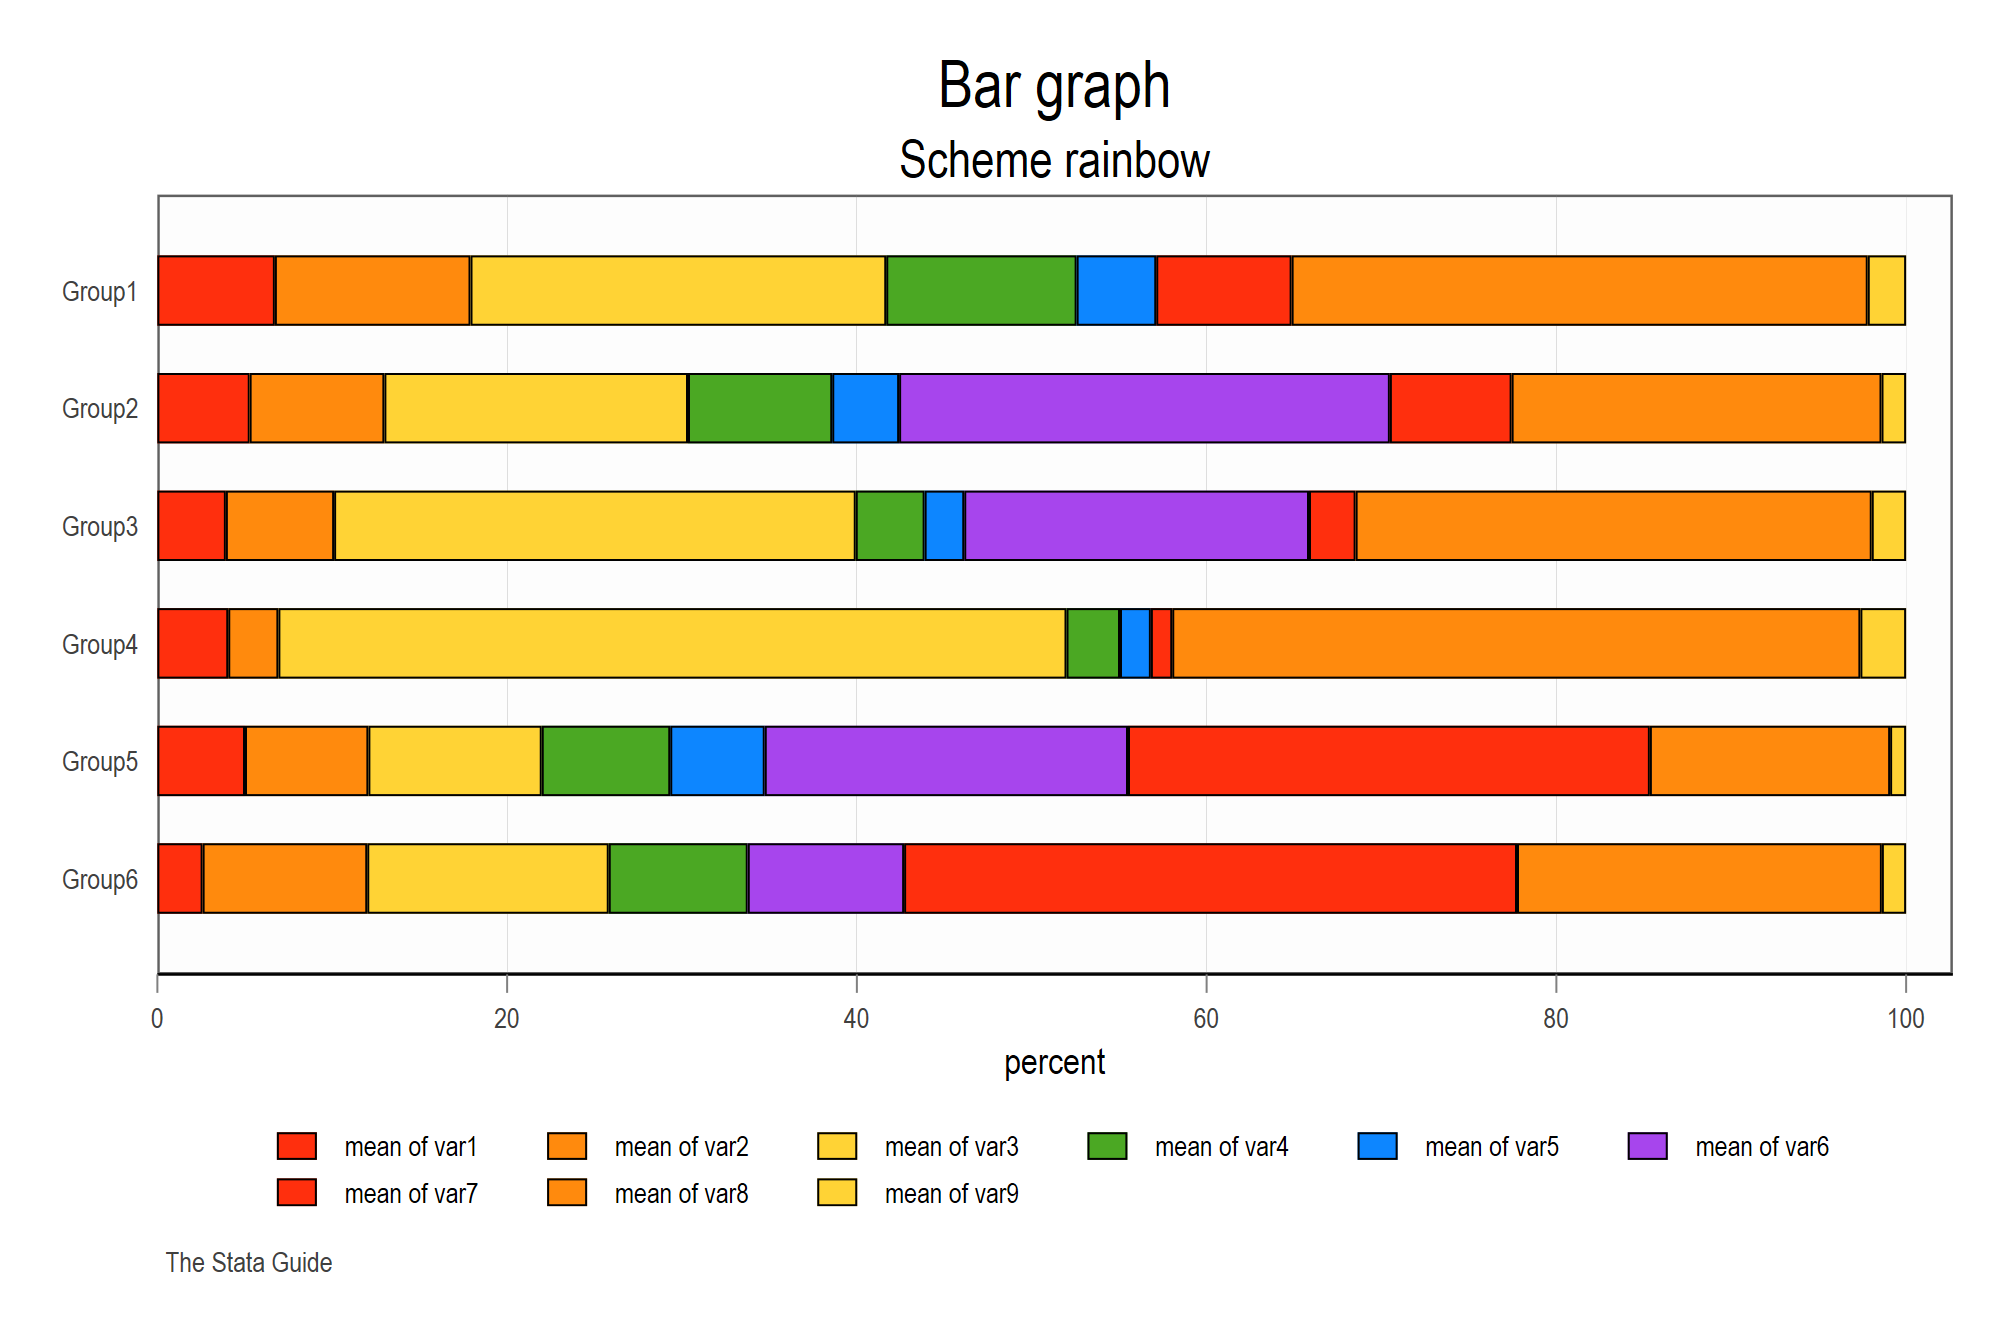 Bar graph
Scheme rainbow
Group1
Group2
Group3
Group4
Group5
Group6
0 20 40 60 80 100
percent
mean of var1 mean of var2 mean of var3 mean of var4 mean of var5 mean of var6
mean of var7 mean of var8 mean of var9
The Stata Guide